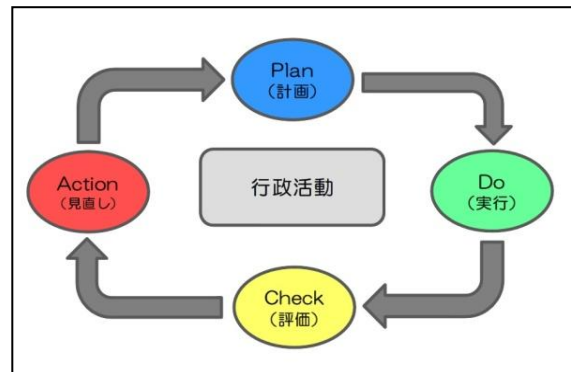 Plan
（計画）
Action
（見直し）
行政活動
Do
（実行）
Check
（評価）